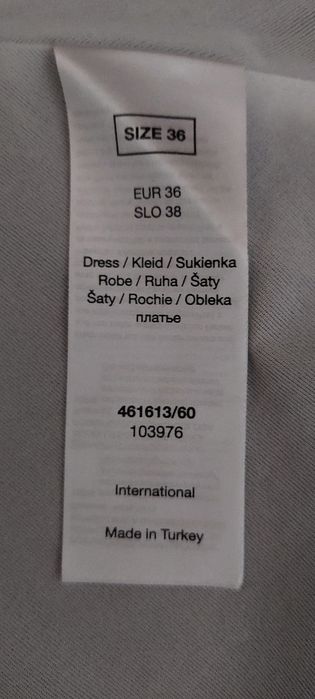 SIZE 36
EUR 36
SLO 38
Dress / Kleid / Sukienka
Robe / Ruha / Šaty
Šaty / Rochie / Obleka
платье
461613/60
103976
International
Made in Turkey